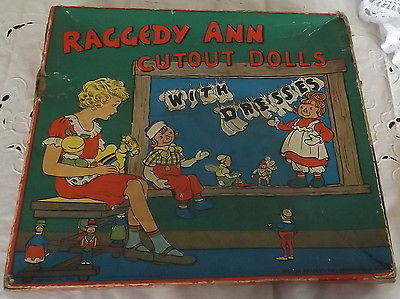 RAGGEDY ANN
CUTOUT DOLLS
WITH DRESSES